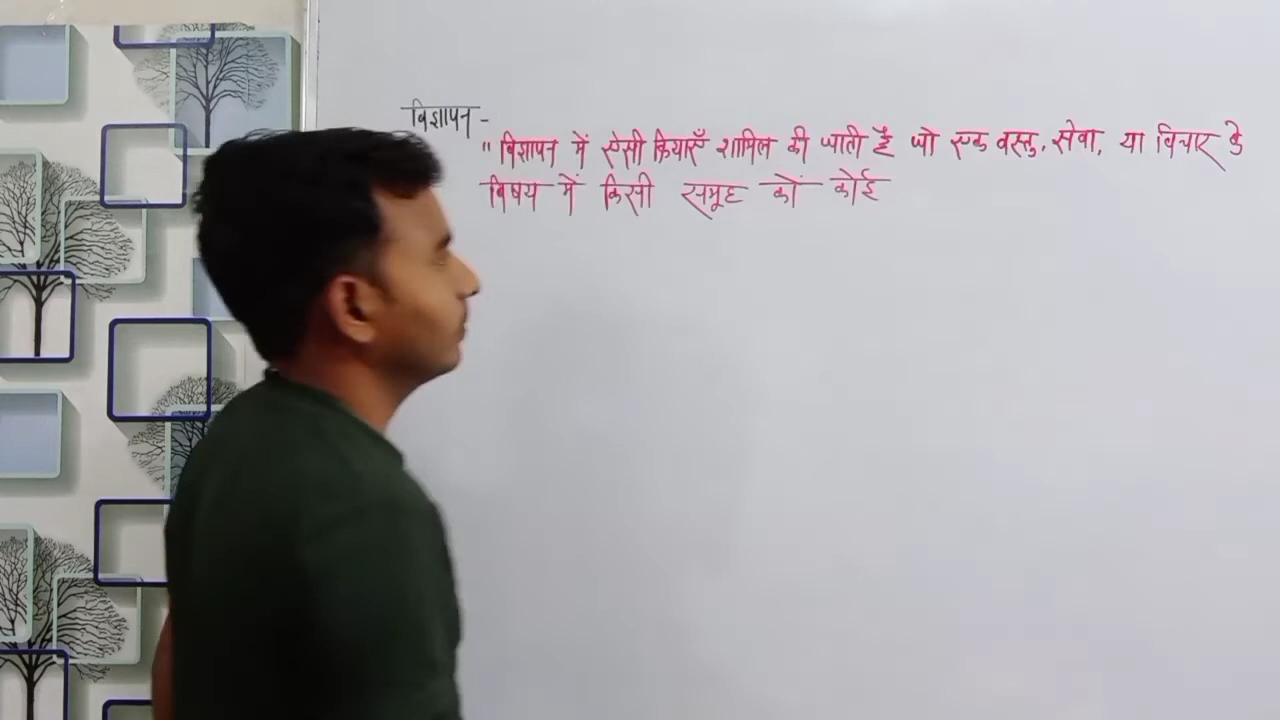 विज्ञापन -
" विज्ञापन में ऐसी क्रियाएँ शामिल की जाती है जो एक वस्तु, सेवा, या विचार के
विषय में किसी समूह को कोई